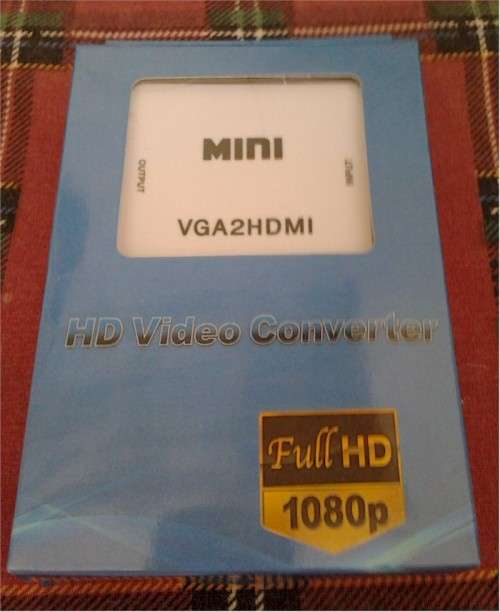 MINI
OUTPUT
INPUT
VGA2HDMI
HD Video Converter
Full HD
1080p